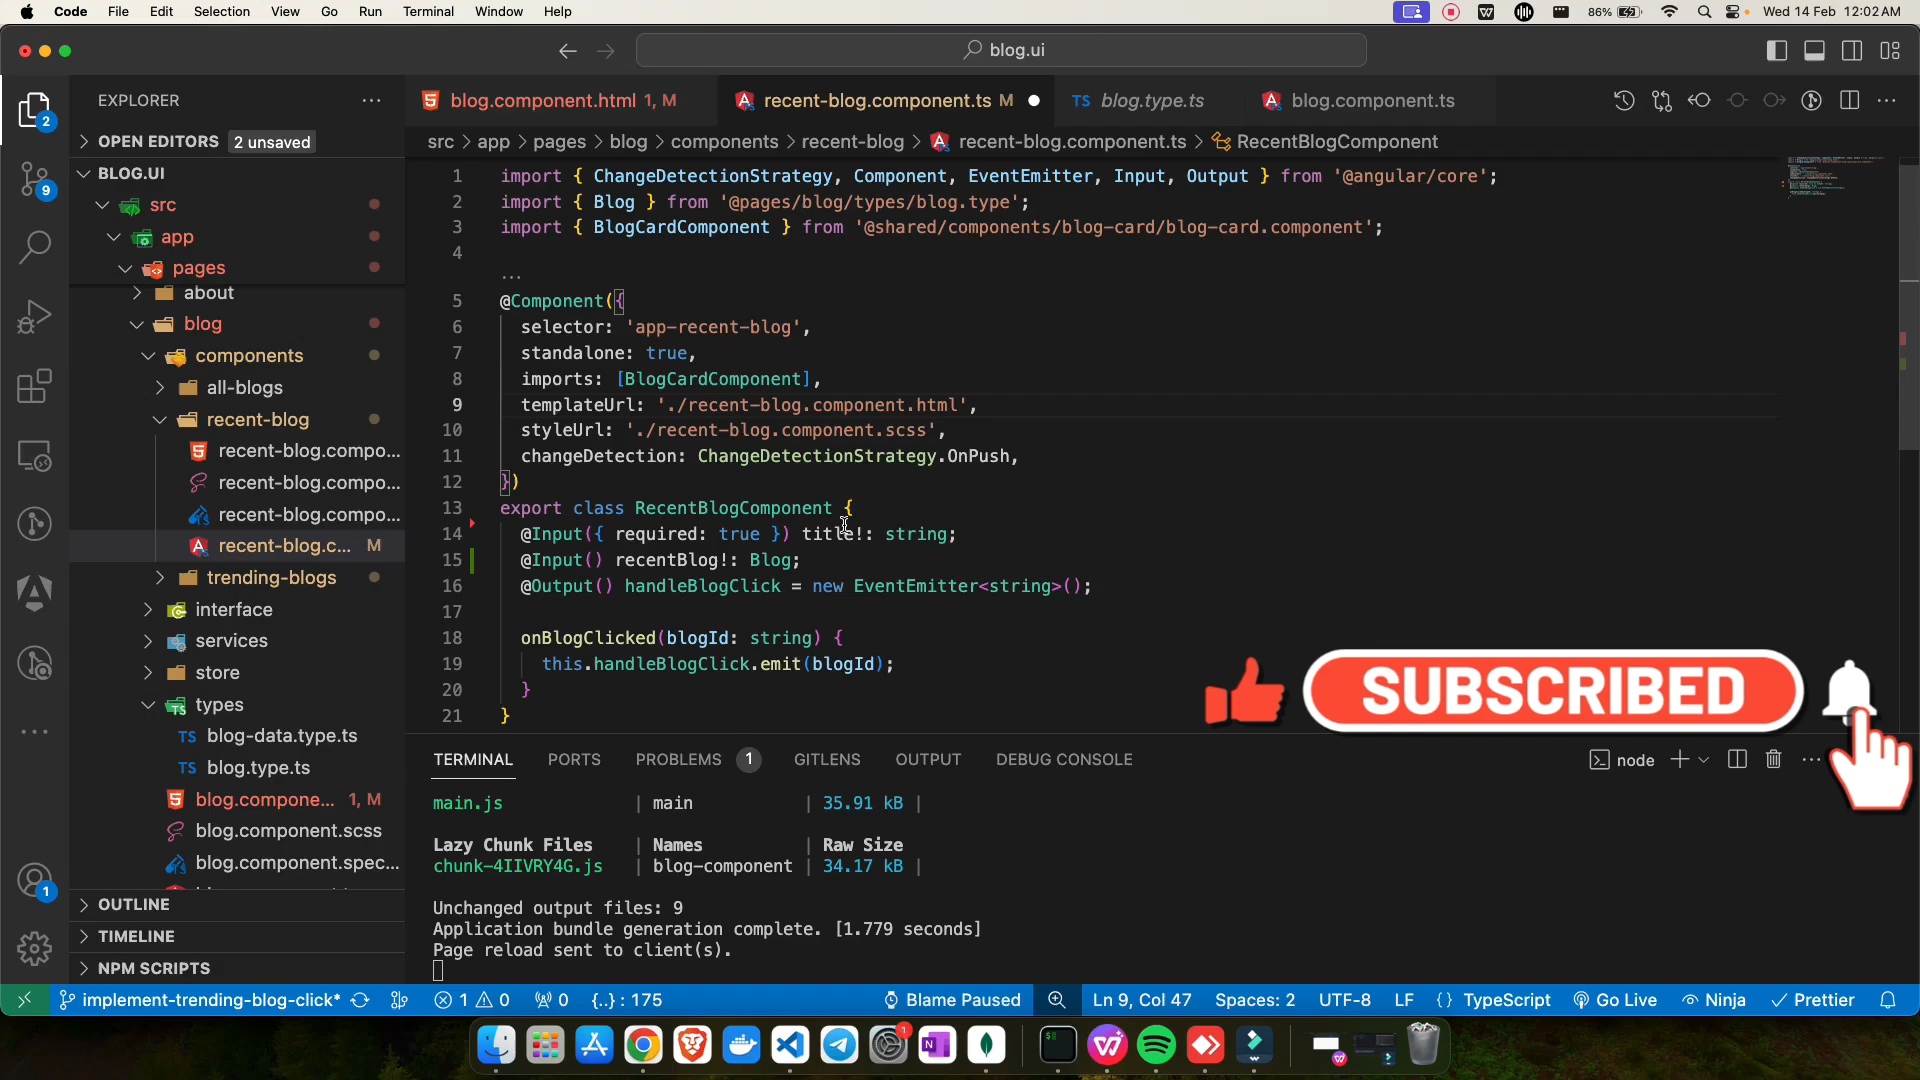 Code File Edit Selection View Go Run Terminal Window Help 86% Wed 14 Feb 12:02 AM
blog.ui
EXPLORER ···
blog.component.html 1, M recent-blog.component.ts M blog.type.ts blog.component.ts
OPEN EDITORS 2 unsaved
src > app > pages > blog > components > recent-blog > recent-blog.component.ts > RecentBlogComponent
BLOG.UI
src
app
pages
about
blog
components
all-blogs
recent-blog
recent-blog.compo...
recent-blog.compo...
recent-blog.compo...
recent-blog.c... M
trending-blogs
interface
services
store
types
TS blog-data.type.ts
TS blog.type.ts
blog.compone... 1, M
blog.component.scss
blog.component.spec...
OUTLINE
TIMELINE
NPM SCRIPTS
2
9
1
1 import { ChangeDetectionStrategy, Component, EventEmitter, Input, Output } from '@angular/core';
2 import { Blog } from '@pages/blog/types/blog.type';
3 import { BlogCardComponent } from '@shared/components/blog-card/blog-card.component';
4
...
5 @Component({
6 selector: 'app-recent-blog',
7 standalone: true,
8 imports: [BlogCardComponent],
9 templateUrl: './recent-blog.component.html',
10 styleUrl: './recent-blog.component.scss',
11 changeDetection: ChangeDetectionStrategy.OnPush,
12 })
13 export class RecentBlogComponent {
14 @Input({ required: true }) title!: string;
15 @Input() recentBlog!: Blog;
16 @Output() handleBlogClick = new EventEmitter<string>();
17
18 onBlogClicked(blogId: string) {
19 this.handleBlogClick.emit(blogId);
20 }
21 }
SUBSCRIBED
TERMINAL PORTS PROBLEMS 1 GITLENS OUTPUT DEBUG CONSOLE node
main.js | main | 35.91 kB |
Lazy Chunk Files | Names | Raw Size
chunk-4IIVRY4G.js | blog-component | 34.17 kB |
Unchanged output files: 9
Application bundle generation complete. [1.779 seconds]
Page reload sent to client(s).
implement-trending-blog-click* 1 0 0 {..} : 175 Blame Paused Ln 9, Col 47 Spaces: 2 UTF-8 LF {} TypeScript Go Live Ninja Prettier
1